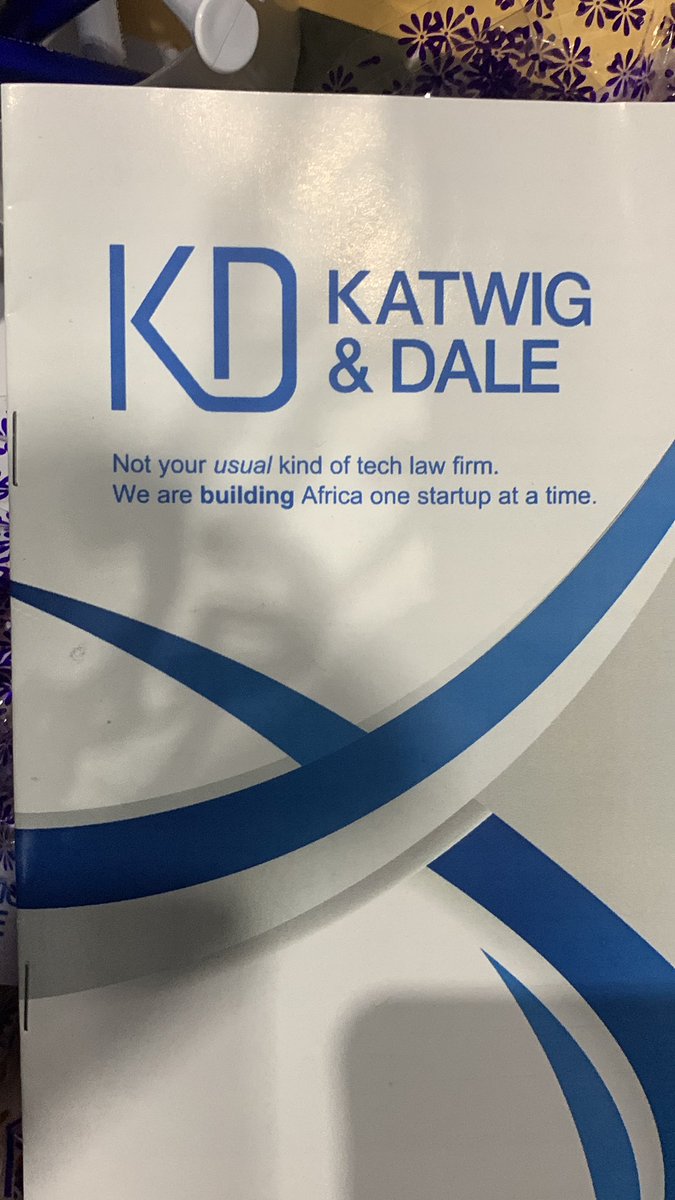 KD
KATWIG
& DALE
Not your usual kind of tech law firm.
We are building Africa one startup at a time.